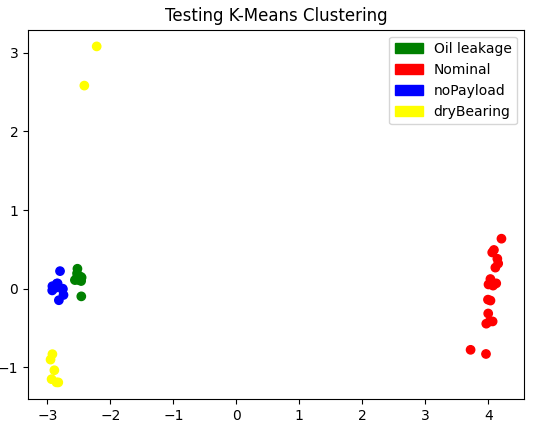 Testing K-Means Clustering
Oil leakage
Nominal
noPayload
dryBearing
3
2
1
0
−1
−3
−2
−1
0
1
2
3
4